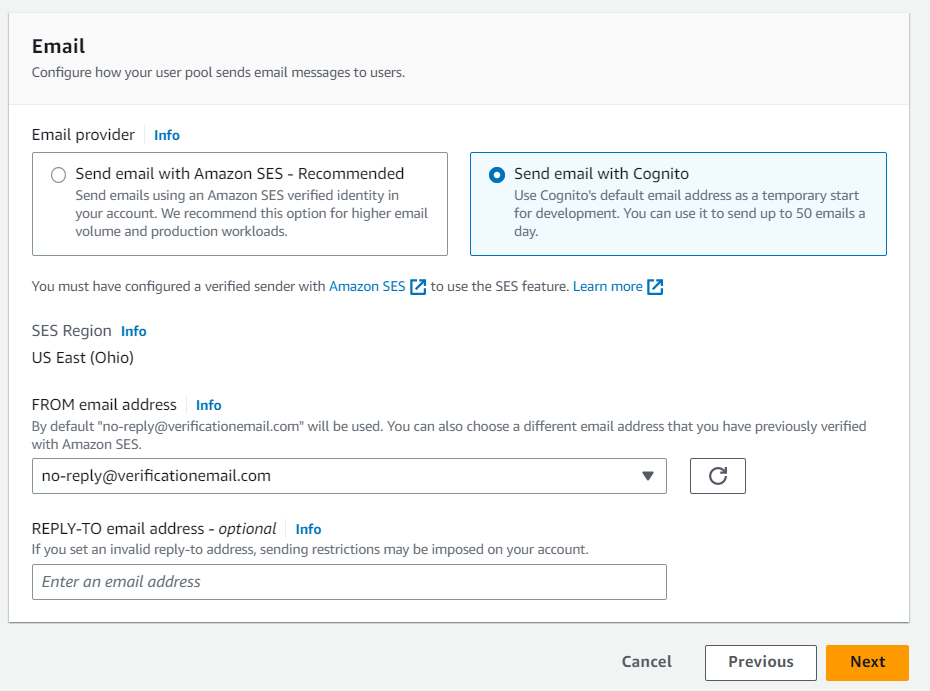 Email
Configure how your user pool sends email messages to users.
Email provider
Info
Send email with Amazon SES - Recommended
Send emails using an Amazon SES verified identity in
your account. We recommend this option for higher email
volume and production workloads.
Send email with Cognito
Use Cognito's default email address as a temporary start
for development. You can use it to send up to 50 emails a
day.
You must have configured a verified sender with Amazon SES to use the SES feature. Learn more
SES Region Info
US East (Ohio)
FROM email address
Info
By default "no-reply@verificationemail.com" will be used. You can also choose a different email address that you have previously verified
with Amazon SES.
no-reply@verificationemail.com
REPLY-TO email address - optional
Info
If you set an invalid reply-to address, sending restrictions may be imposed on your account.
Enter an email address
Cancel
Previous
Next